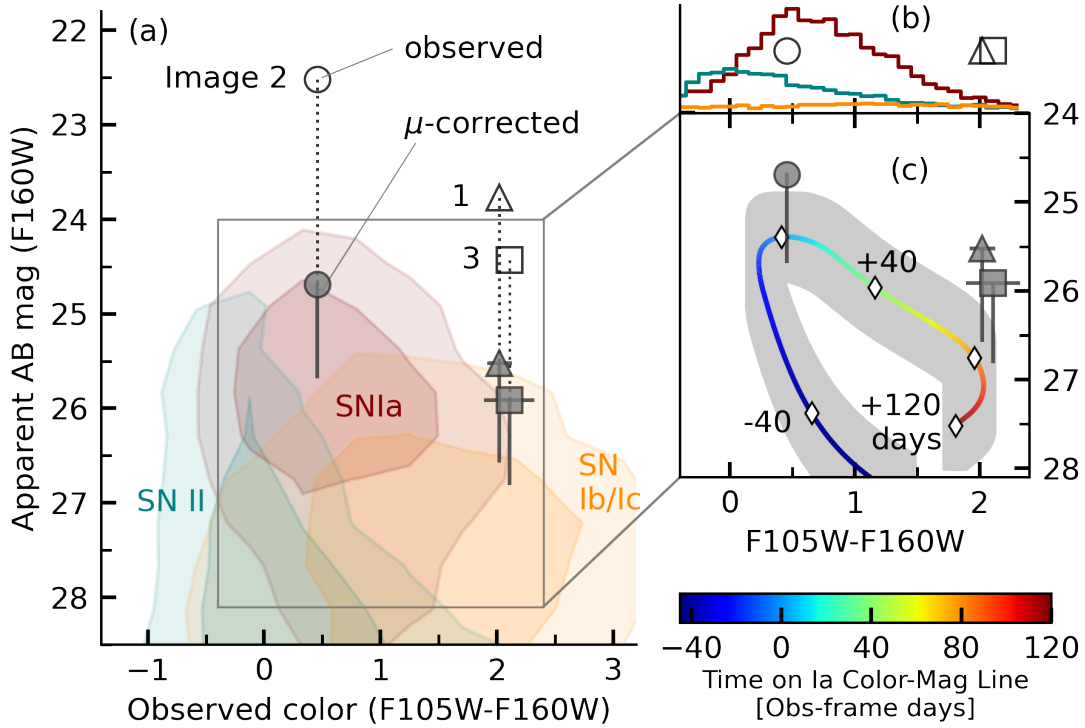 (a)
observed
Image 2
μ-corrected
1
3
SNIa
SN II
SN
Ib/Ic
22
23
24
25
26
27
28
Apparent AB mag (F160W)
−1
0
1
2
3
Observed color (F105W-F160W)
(b)
(c)
+40
-40
+120
days
24
25
26
27
28
0
1
2
F105W-F160W
−40
0
40
80
120
Time on Ia Color-Mag Line
[Obs-frame days]